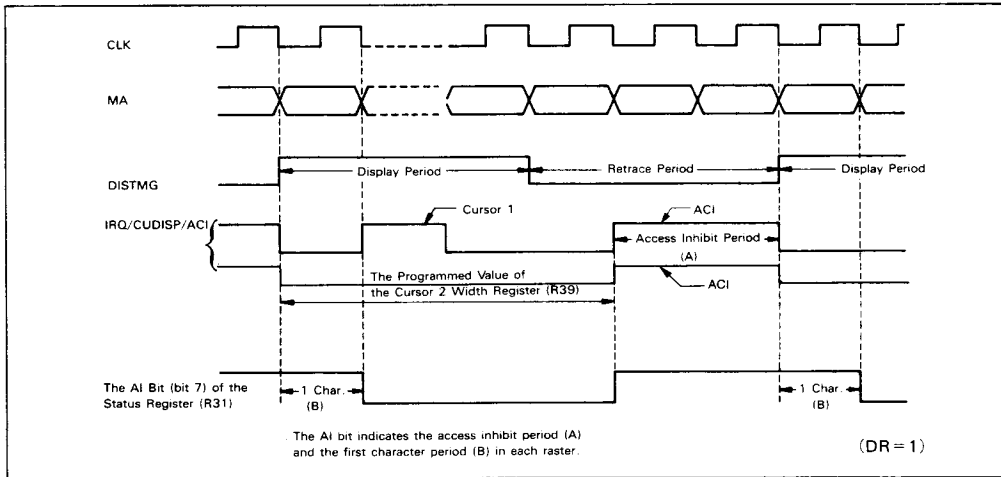 CLK
MA
DISTMG
Display Period
Retrace Period
Display Period
IRQ/CUDISP/ACI
Cursor 1
ACI
Access Inhibit Period
(A)
The Programmed Value of
the Cursor 2 Width Register (R39)
ACI
The AI Bit (bit 7) of the
Status Register (R31)
1 Char.
(B)
1 Char.
(B)
The AI bit indicates the access inhibit period (A)
and the first character period (B) in each raster.
(DR=1)